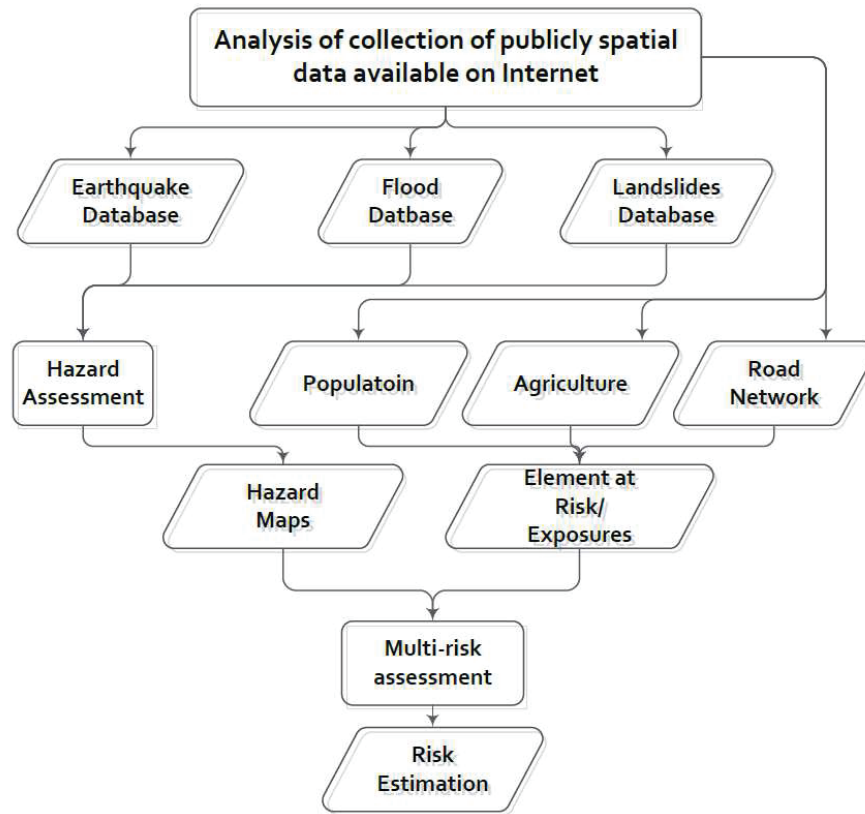 Analysis of collection of publicly spatial
data available on Internet
Earthquake
Database
Flood
Datbase
Landslides
Database
Hazard
Assessment
Populatoin
Agriculture
Road
Network
Hazard
Maps
Element at
Risk/
Exposures
Multi-risk
assessment
Risk
Estimation